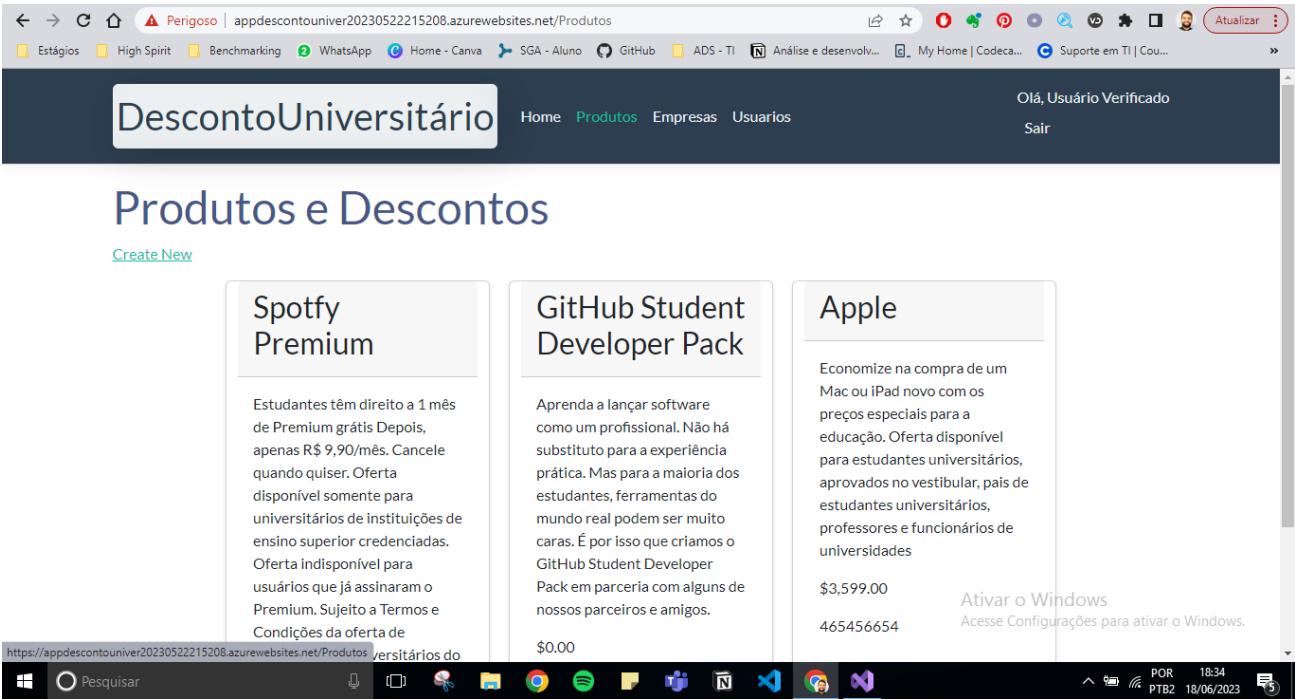 Perigoso | appdescontouniver20230522215208.azurewebsites.net/Produtos
Atualizar
Estágios High Spirit Benchmarking WhatsApp Home - Canva SGA - Aluno GitHub ADS - TI Análise e desenvolv... My Home | Codeca... Suporte em TI | Cou... »
DescontoUniversitário
Home Produtos Empresas Usuarios
Olá, Usuário Verificado
Sair
Produtos e Descontos
Create New
Spotfy
Premium
Estudantes têm direito a 1 mês
de Premium grátis Depois,
apenas R$ 9,90/mês. Cancele
quando quiser. Oferta
disponível somente para
universitários de instituições de
ensino superior credenciadas.
Oferta indisponível para
usuários que já assinaram o
Premium. Sujeito a Termos e
Condições da oferta de
versitários do
GitHub Student
Developer Pack
Aprenda a lançar software
como um profissional. Não há
substituto para a experiência
prática. Mas para a maioria dos
estudantes, ferramentas do
mundo real podem ser muito
caras. É por isso que criamos o
GitHub Student Developer
Pack em parceria com alguns de
nossos parceiros e amigos.
$0.00
Apple
Economize na compra de um
Mac ou iPad novo com os
preços especiais para a
educação. Oferta disponível
para estudantes universitários,
aprovados no vestibular, pais de
estudantes universitários,
professores e funcionários de
universidades
$3,599.00
465456654
Ativar o Windows
Acesse Configurações para ativar o Windows.
https://appdescontouniver20230522215208.azurewebsites.net/Produtos
Pesquisar
POR
PTB2
18:34
18/06/2023
5